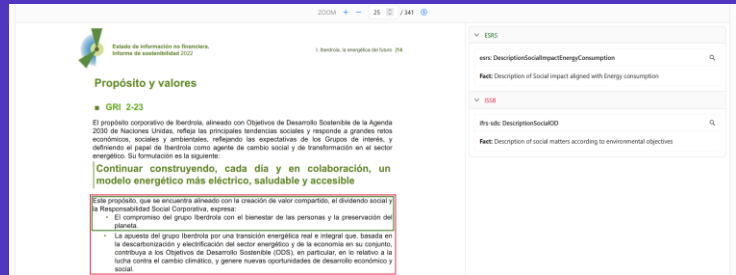 ZOOM + − 25 / 341
Estado de información no financiera.
Informe de sostenibilidad 2022
I. Iberdrola, la energética del futuro |14
Propósito y valores
■ GRI 2-23
El propósito corporativo de Iberdrola, alineado con Objetivos de Desarrollo Sostenible de la Agenda
2030 de Naciones Unidas, refleja las principales tendencias sociales y responde a grandes retos
económicos, sociales y ambientales, reflejando las expectativas de los Grupos de interés, y
definiendo el papel de Iberdrola como agente de cambio social y de transformación en el sector
energético. Su formulación es la siguiente:
Continuar construyendo, cada día y en colaboración, un
modelo energético más eléctrico, saludable y accesible
Este propósito, que se encuentra alineado con la creación de valor compartido, el dividendo social y
la Responsabilidad Social Corporativa, expresa:
• El compromiso del grupo Iberdrola con el bienestar de las personas y la preservación del
planeta.
• La apuesta del grupo Iberdrola por una transición energética real e integral que, basada en
la descarbonización y electrificación del sector energético y de la economía en su conjunto,
contribuya a los Objetivos de Desarrollo Sostenible (ODS), en particular, en lo relativo a la
lucha contra el cambio climático, y genere nuevas oportunidades de desarrollo económico y
social.
ESRS
esrs: DescriptionSocialImpactEnergyConsumption
Fact: Description of Social impact aligned with Energy consumption
ISSB
ifrs-sds: DescriptionSocialOD
Fact: Description of social matters according to environmental objectives